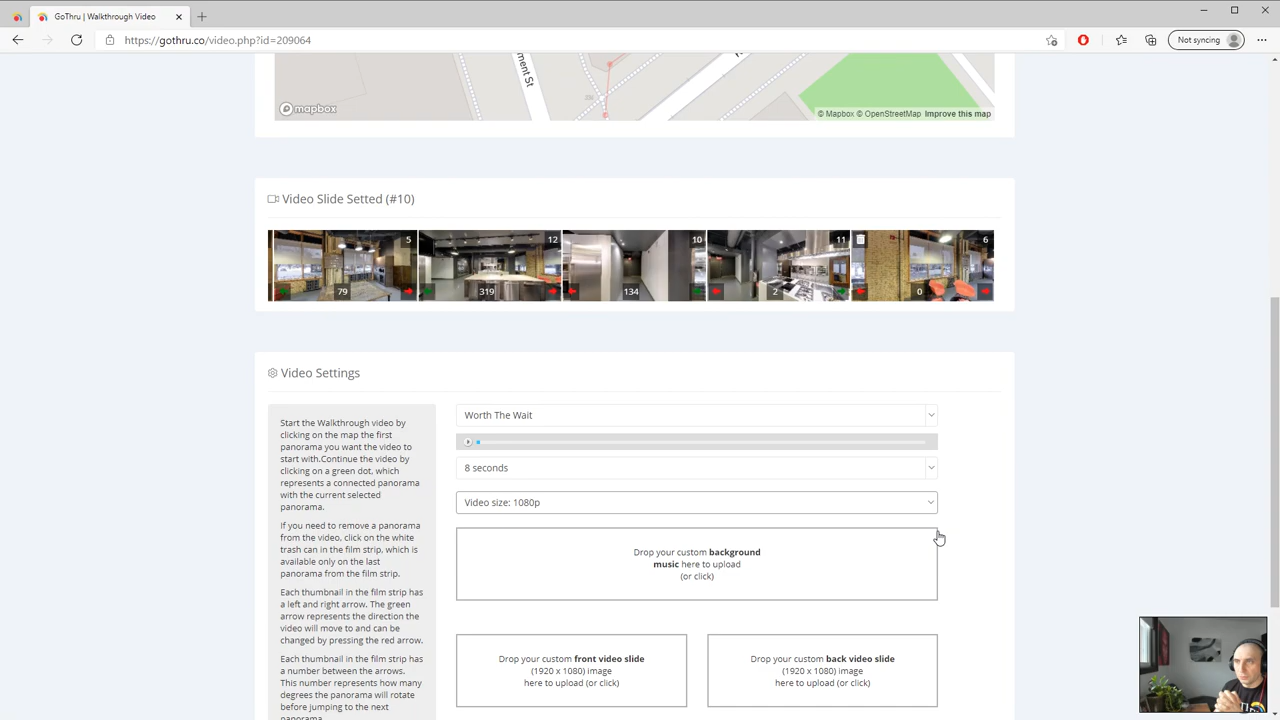 GoThru | Walkthrough Video
https://gothru.co/video.php?id=209064
Not syncing
ment St
mapbox
© Mapbox © OpenStreetMap Improve this map
Video Slide Setted (#10)
5 12 10 11 6
79 319 134 2 0
Video Settings
Start the Walkthrough video by
clicking on the map the first
panorama you want the video to
start with.Continue the video by
clicking on a green dot, which
represents a connected panorama
with the current selected
panorama.
If you need to remove a panorama
from the video, click on the white
trash can in the film strip, which is
available only on the last
panorama from the film strip.
Each thumbnail in the film strip has
a left and right arrow. The green
arrow represents the direction the
video will move to and can be
changed by pressing the red arrow.
Each thumbnail in the film strip has
a number between the arrows.
This number represents how many
degrees the panorama will rotate
before jumping to the next
panorama.
Worth The Wait
8 seconds
Video size: 1080p
Drop your custom background
music here to upload
(or click)
Drop your custom front video slide
(1920 x 1080) image
here to upload (or click)
Drop your custom back video slide
(1920 x 1080) image
here to upload (or click)